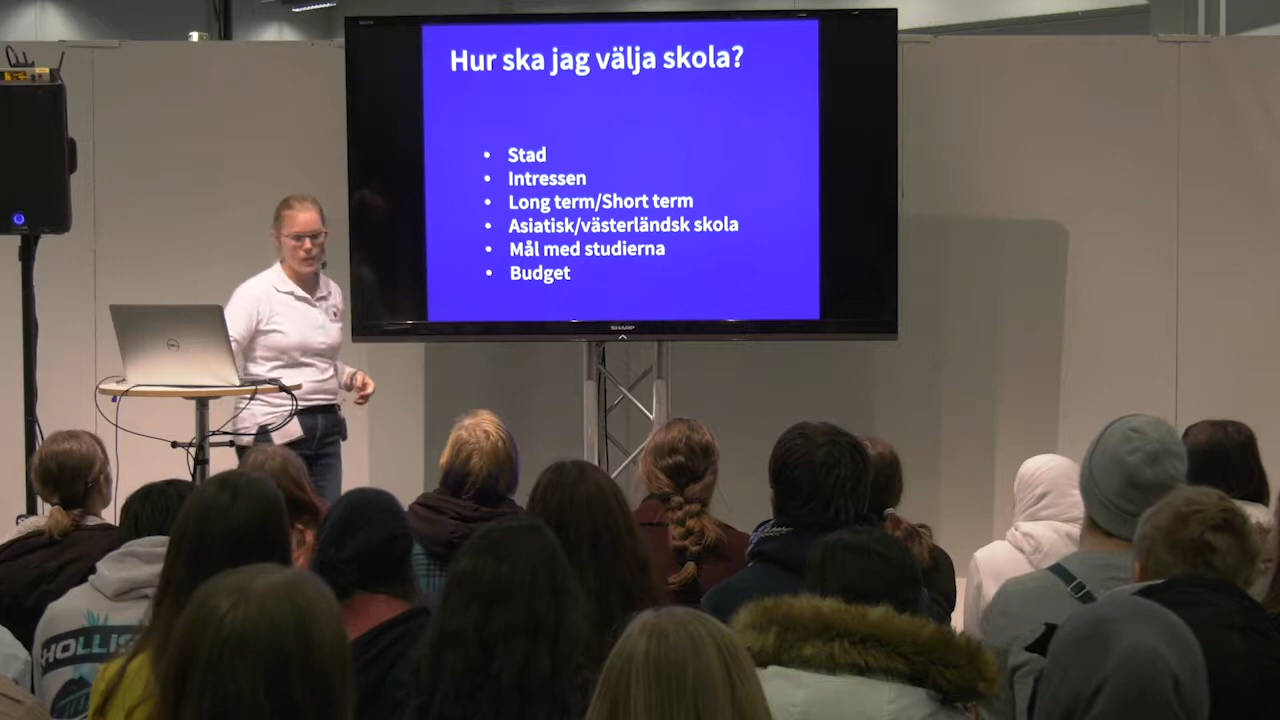 Hur ska jag välja skola?
• Stad
• Intressen
• Long term/Short term
• Asiatisk/västerländsk skola
• Mål med studierna
• Budget
SHARP
DELL
HOLLIS